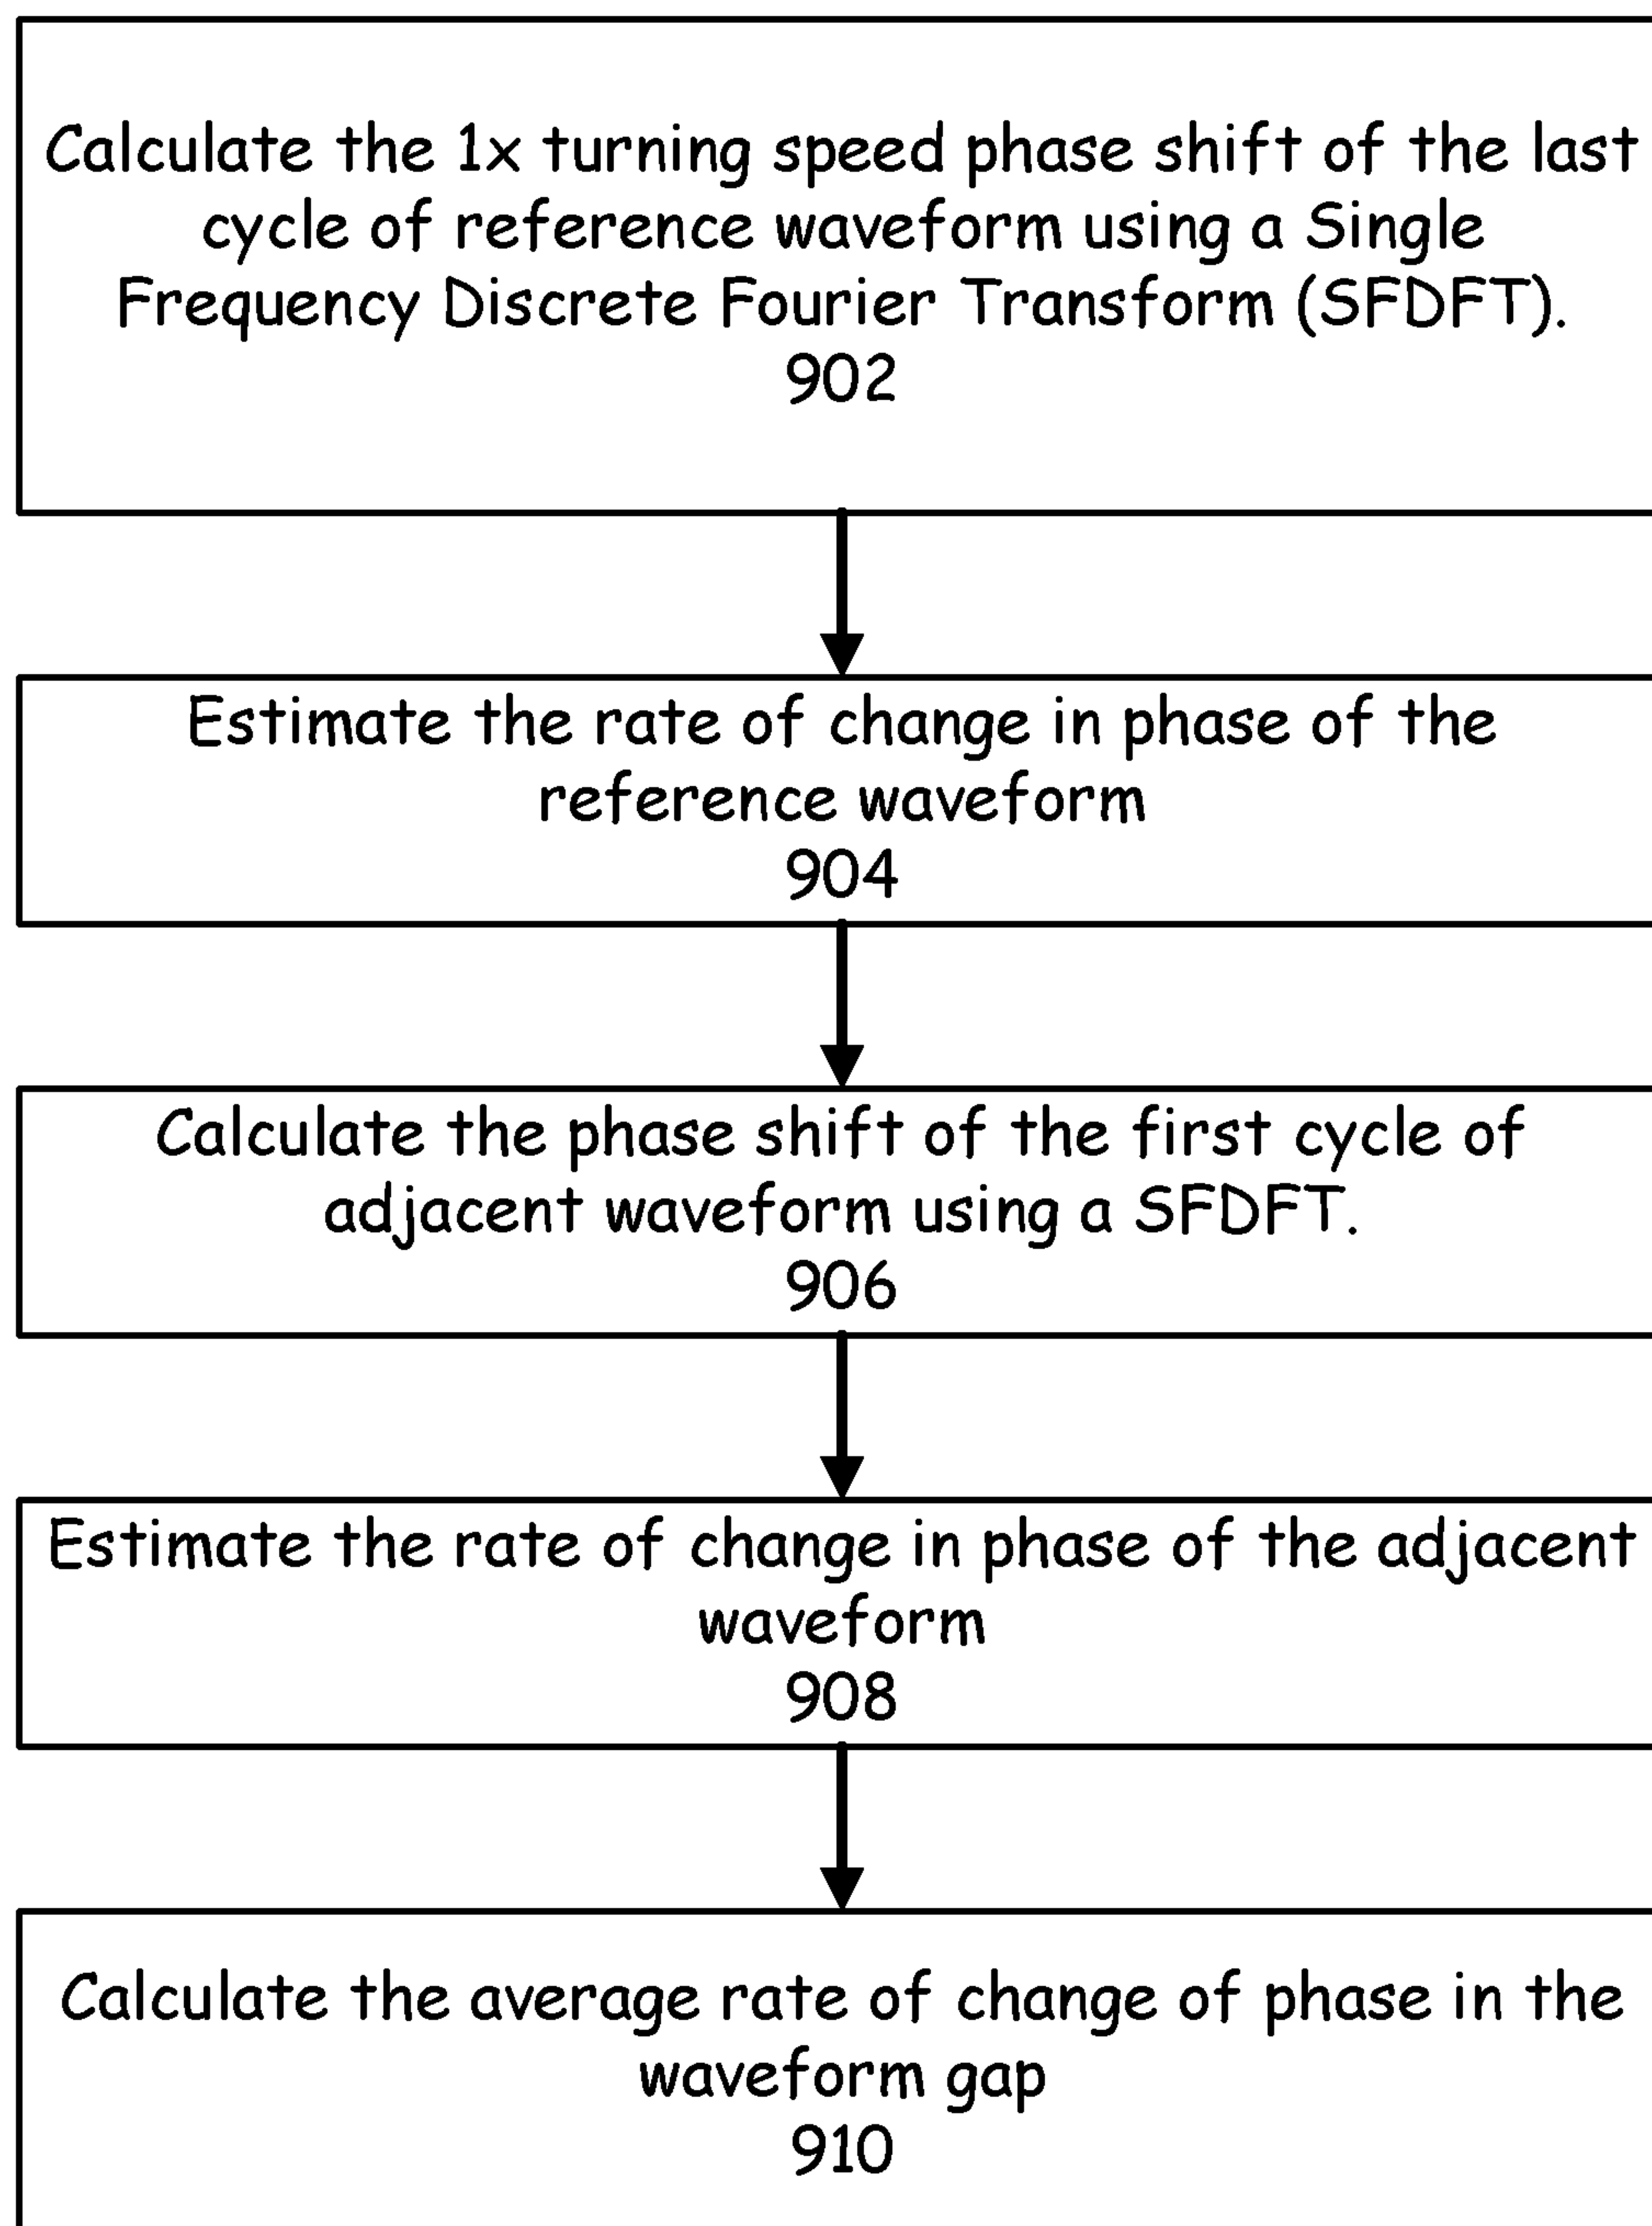 Calculate the 1x turning speed phase shift of the last
cycle of reference waveform using a Single
Frequency Discrete Fourier Transform (SFDFT).
902
Estimate the rate of change in phase of the
reference waveform
904
Calculate the phase shift of the first cycle of
adjacent waveform using a SFDFT.
906
Estimate the rate of change in phase of the adjacent
waveform
908
Calculate the average rate of change of phase in the
waveform gap
910